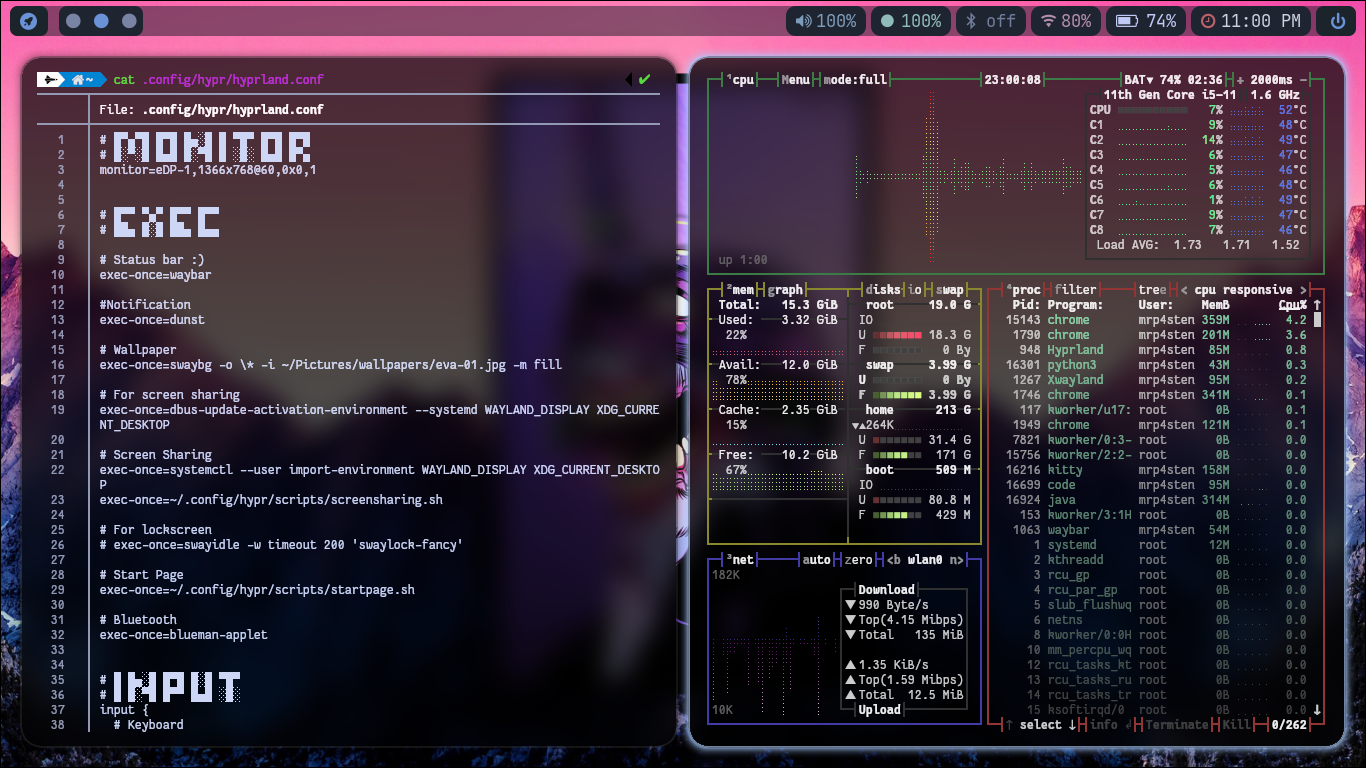 100% 100% off 80% 74% 11:00 PM
~ cat .config/hypr/hyprland.conf
File: .config/hypr/hyprland.conf
1 # MONITOR
2 #
3 monitor=eDP-1,1366x768@60,0x0,1
4
5
6 # EXEC
7 #
8
9 # Status bar :)
10 exec-once=waybar
11
12 #Notification
13 exec-once=dunst
14
15 # Wallpaper
16 exec-once=swaybg -o \* -i ~/Pictures/wallpapers/eva-01.jpg -m fill
17
18 # For screen sharing
19 exec-once=dbus-update-activation-environment --systemd WAYLAND_DISPLAY XDG_CURRE
NT_DESKTOP
20
21 # Screen Sharing
22 exec-once=systemctl --user import-environment WAYLAND_DISPLAY XDG_CURRENT_DESKTO
P
23 exec-once=~/.config/hypr/scripts/screensharing.sh
24
25 # For lockscreen
26 # exec-once=swayidle -w timeout 200 'swaylock-fancy'
27
28 # Start Page
29 exec-once=~/.config/hypr/scripts/startpage.sh
30
31 # Bluetooth
32 exec-once=blueman-applet
33
34
35 # INPUT
36 #
37 input {
38 # Keyboard
¹cpu Menu mode:full 23:00:08 BAT▼ 74% 02:36 + 2000ms -
11th Gen Core i5-11 1.6 GHz
CPU 7% 52°C
C1 9% 48°C
C2 14% 49°C
C3 6% 47°C
C4 5% 46°C
C5 6% 48°C
C6 1% 49°C
C7 9% 47°C
C8 7% 46°C
Load AVG: 1.73 1.71 1.52
up 1:00
²mem graph
Total: 15.3 GiB
Used: 3.32 GiB
22%
Avail: 12.0 GiB
78%
Cache: 2.35 GiB
15%
Free: 10.2 GiB
67%
disks io swap
root 19.0 G
IO
U 18.3 G
F 0 By
swap 3.99 G
U 0 By
F 3.99 G
home 213 G
▼▲264K
U 31.4 G
F 171 G
boot 509 M
IO
U 80.8 M
F 429 M
³net auto zero <b wlan0 n>
182K
Download
▼ 990 Byte/s
▼ Top(4.15 Mibps)
▼ Total 135 MiB
▲ 1.35 KiB/s
▲ Top(1.59 Mibps)
▲ Total 12.5 MiB
Upload
10K
⁴proc filter tree < cpu responsive >
Pid: Program: User: MemB Cpu% ↑
15143 chrome mrp4sten 359M 4.2
1790 chrome mrp4sten 201M 3.6
948 Hyprland mrp4sten 85M 0.8
16301 python3 mrp4sten 43M 0.3
1267 Xwayland mrp4sten 95M 0.2
1746 chrome mrp4sten 341M 0.1
117 kworker/u17: root 0B 0.1
1949 chrome mrp4sten 121M 0.1
7821 kworker/0:3- root 0B 0.0
15756 kworker/2:2- root 0B 0.0
16216 kitty mrp4sten 158M 0.0
16699 code mrp4sten 95M 0.0
16924 java mrp4sten 314M 0.0
153 kworker/3:1H root 0B 0.0
1063 waybar mrp4sten 54M 0.0
1 systemd root 12M 0.0
2 kthreadd root 0B 0.0
3 rcu_gp root 0B 0.0
4 rcu_par_gp root 0B 0.0
5 slub_flushwq root 0B 0.0
6 netns root 0B 0.0
8 kworker/0:0H root 0B 0.0
10 mm_percpu_wq root 0B 0.0
12 rcu_tasks_kt root 0B 0.0
13 rcu_tasks_ru root 0B 0.0
14 rcu_tasks_tr root 0B 0.0
15 ksoftirqd/0 root 0B 0.0 ↓
↑ select ↓ info ↲ Terminate Kill 0/262